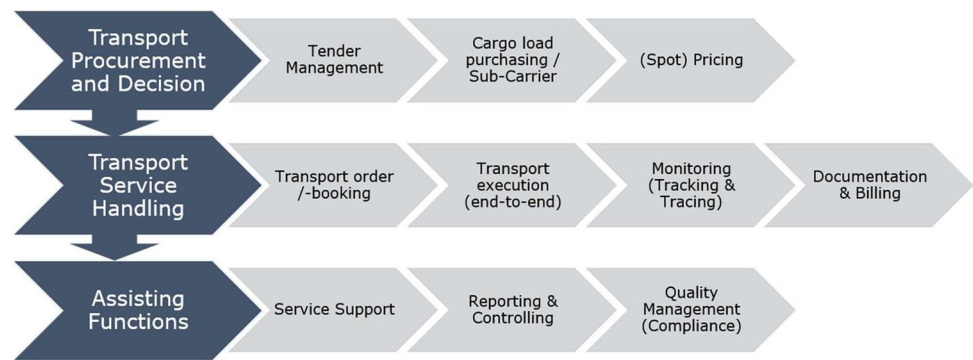 Transport
Procurement
and Decision
Tender
Management
Cargo load
purchasing /
Sub-Carrier
(Spot) Pricing
Transport
Service
Handling
Transport order
/-booking
Transport
execution
(end-to-end)
Monitoring
(Tracking &
Tracing)
Documentation
& Billing
Assisting
Functions
Service Support
Reporting &
Controlling
Quality
Management
(Compliance)